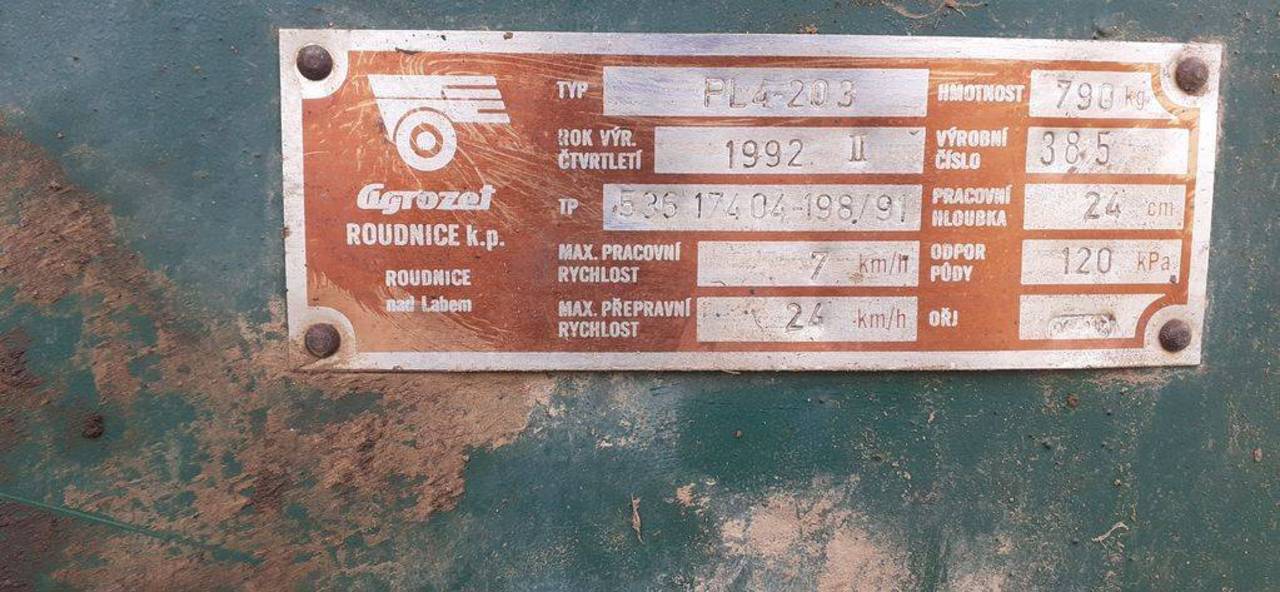 Agrozet
ROUDNICE k.p.
ROUDNICE
nad Labem
TYP PL4-203
ROK VÝR. 1992 II
ČTVRTLETÍ
TP 536 174 04-198/91
MAX. PRACOVNÍ
RYCHLOST 7 km/h
MAX. PŘEPRAVNÍ
RYCHLOST 24 km/h
HMOTNOST 790 kg
VÝROBNÍ
ČÍSLO 385
PRACOVNÍ
HLOUBKA 24 cm
ODPOR
PŮDY 120 kPa
OŘJ